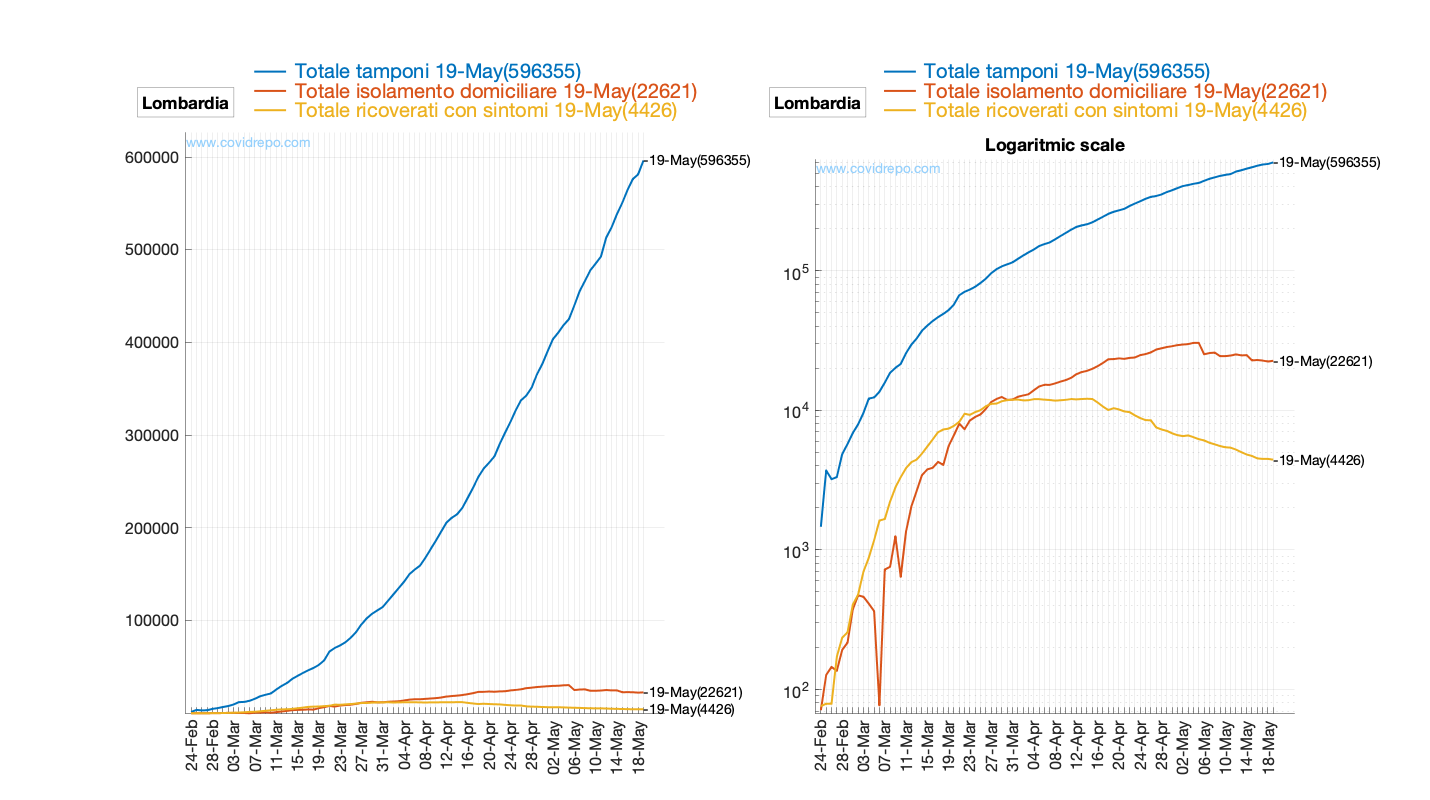 Totale tamponi 19-May(596355)
Totale isolamento domiciliare 19-May(22621)
Totale ricoverati con sintomi 19-May(4426)
Lombardia
www.covidrepo.com
600000
500000
400000
300000
200000
100000
19-May(596355)
19-May(22621)
19-May(4426)
24-Feb
28-Feb
03-Mar
07-Mar
11-Mar
15-Mar
19-Mar
23-Mar
27-Mar
31-Mar
04-Apr
08-Apr
12-Apr
16-Apr
20-Apr
24-Apr
28-Apr
02-May
06-May
10-May
14-May
18-May
Totale tamponi 19-May(596355)
Totale isolamento domiciliare 19-May(22621)
Totale ricoverati con sintomi 19-May(4426)
Lombardia
Logaritmic scale
www.covidrepo.com
10^5
10^4
10^3
10^2
19-May(596355)
19-May(22621)
19-May(4426)
24-Feb
28-Feb
03-Mar
07-Mar
11-Mar
15-Mar
19-Mar
23-Mar
27-Mar
31-Mar
04-Apr
08-Apr
12-Apr
16-Apr
20-Apr
24-Apr
28-Apr
02-May
06-May
10-May
14-May
18-May